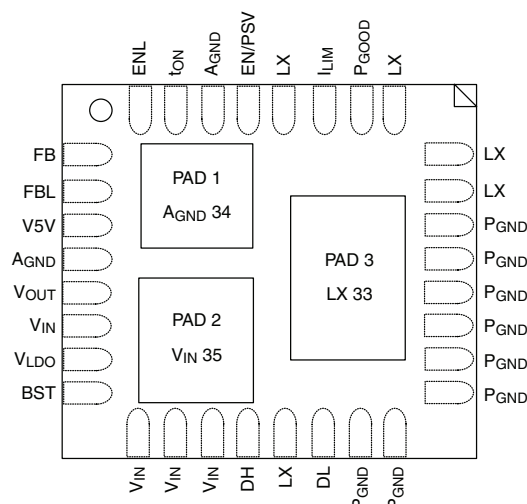 ENL
tON
AGND
EN/PSV
LX
ILIM
PGOOD
LX
FB
FBL
V5V
AGND
VOUT
VIN
VLDO
BST
PAD 1
AGND 34
PAD 2
VIN 35
PAD 3
LX 33
LX
LX
PGND
PGND
PGND
PGND
PGND
PGND
VIN
VIN
VIN
DH
LX
DL
PGND
PGND